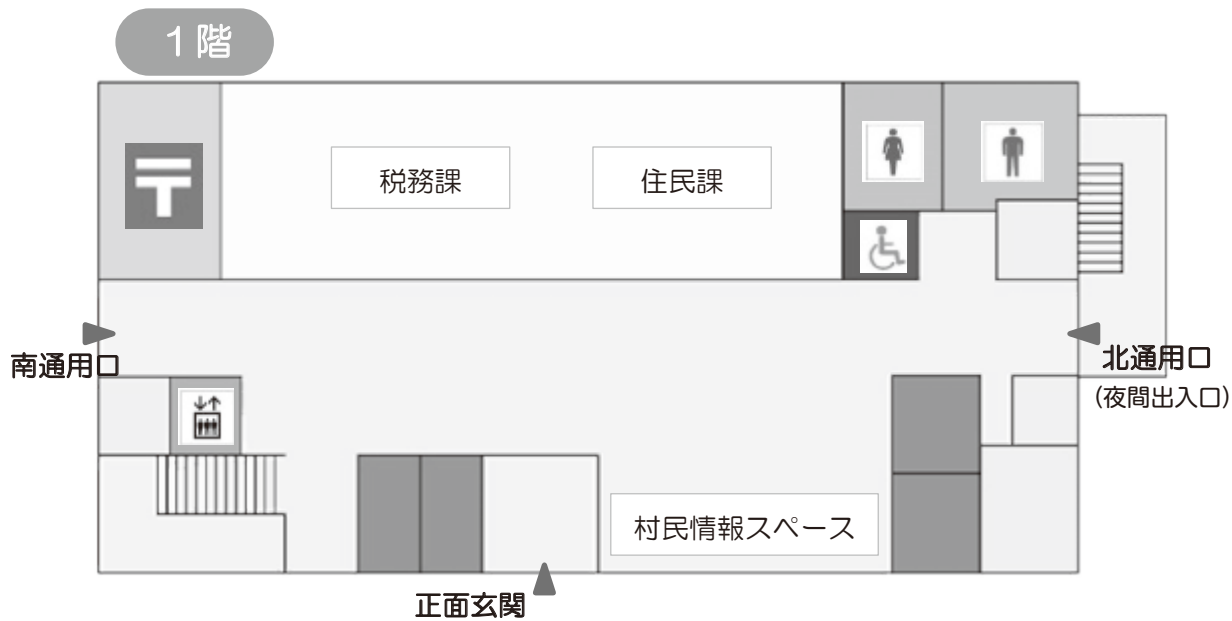 1階
税務課
住民課
南通用口
北通用口
(夜間出入口)
村民情報スペース
正面玄関